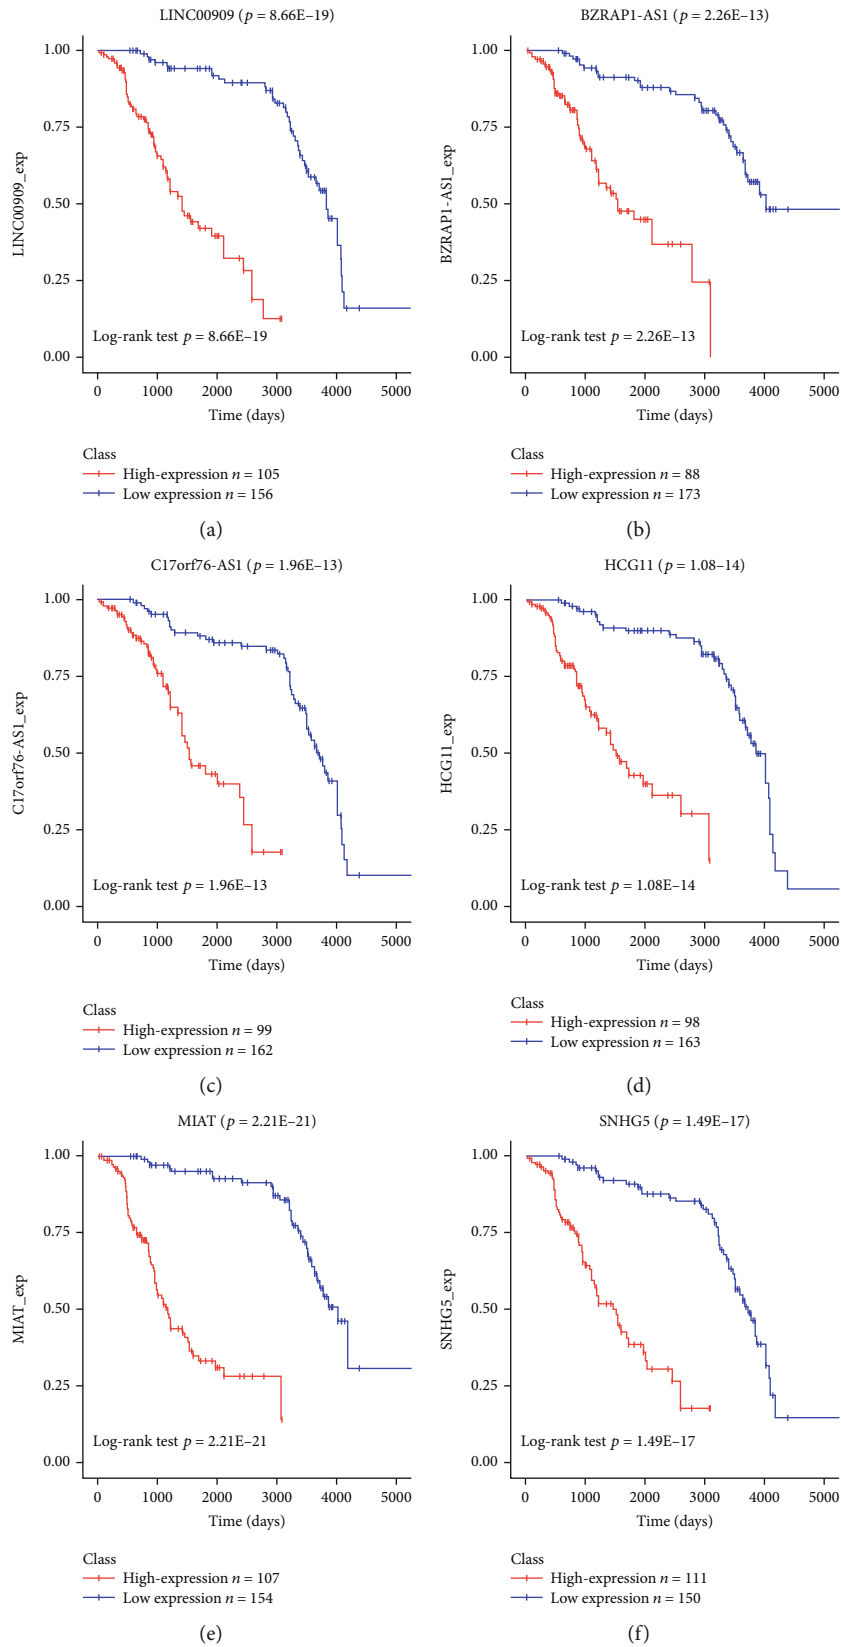 LINC00909 (p = 8.66E–19)
1.00
0.75
0.50
0.25
0.00
LINC00909_exp
Log-rank test p = 8.66E–19
0 1000 2000 3000 4000 5000
Time (days)
Class
High-expression n = 105
Low expression n = 156
(a)
BZRAP1-AS1 (p = 2.26E–13)
1.00
0.75
0.50
0.25
0.00
BZRAP1-AS1_exp
Log-rank test p = 2.26E–13
0 1000 2000 3000 4000 5000
Time (days)
Class
High-expression n = 88
Low expression n = 173
(b)
C17orf76-AS1 (p = 1.96E–13)
1.00
0.75
0.50
0.25
0.00
C17orf76-AS1_exp
Log-rank test p = 1.96E–13
0 1000 2000 3000 4000 5000
Time (days)
Class
High-expression n = 99
Low expression n = 162
(c)
HCG11 (p = 1.08–14)
1.00
0.75
0.50
0.25
0.00
HCG11_exp
Log-rank test p = 1.08E–14
0 1000 2000 3000 4000 5000
Time (days)
Class
High-expression n = 98
Low expression n = 163
(d)
MIAT (p = 2.21E–21)
1.00
0.75
0.50
0.25
0.00
MIAT_exp
Log-rank test p = 2.21E–21
0 1000 2000 3000 4000 5000
Time (days)
Class
High-expression n = 107
Low expression n = 154
(e)
SNHG5 (p = 1.49E–17)
1.00
0.75
0.50
0.25
0.00
SNHG5_exp
Log-rank test p = 1.49E–17
0 1000 2000 3000 4000 5000
Time (days)
Class
High-expression n = 111
Low expression n = 150
(f)